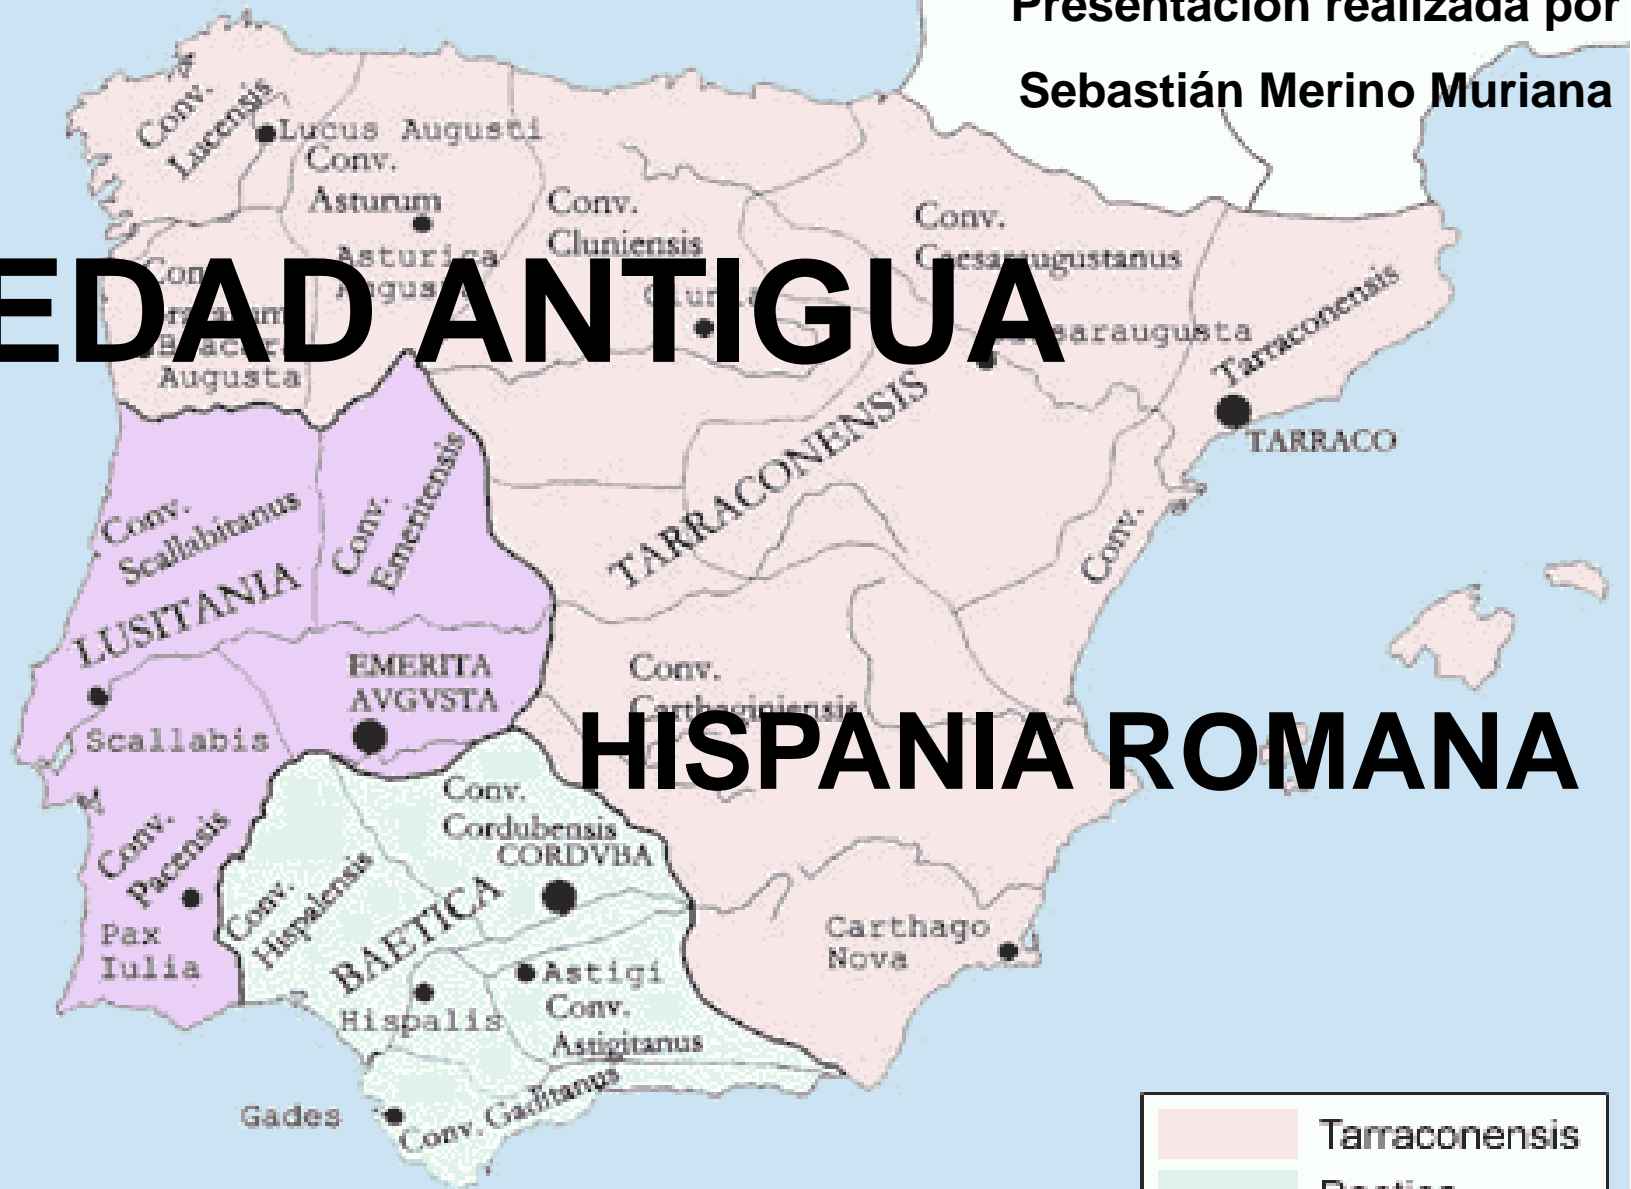 Presentación realizada por
Sebastián Merino Muriana
Conv.
Lucensis
Lucus Augusti
Conv.
Asturum
Conv.
Cluniensis
Conv.
Caesaraugustanus
Asturica
EDAD ANTIGUA
Tarraconensis
Augusta
TARRACONENSIS
TARRACO
Conv.
Scallabitanus
Conv.
Emeritensis
Conv.
LUSITANIA
EMERITA
AVGVSTA
Conv.
Carthaginiensis
Scallabis
HISPANIA ROMANA
Conv.
Cordubensis
CORDVBA
Conv.
Pacensis
Conv.
Hispalensis
BAETICA
Pax
Iulia
Carthago
Nova
Astigi
Hispalis
Conv.
Astigitanus
Gades
Conv. Gaditanus
Tarraconensis